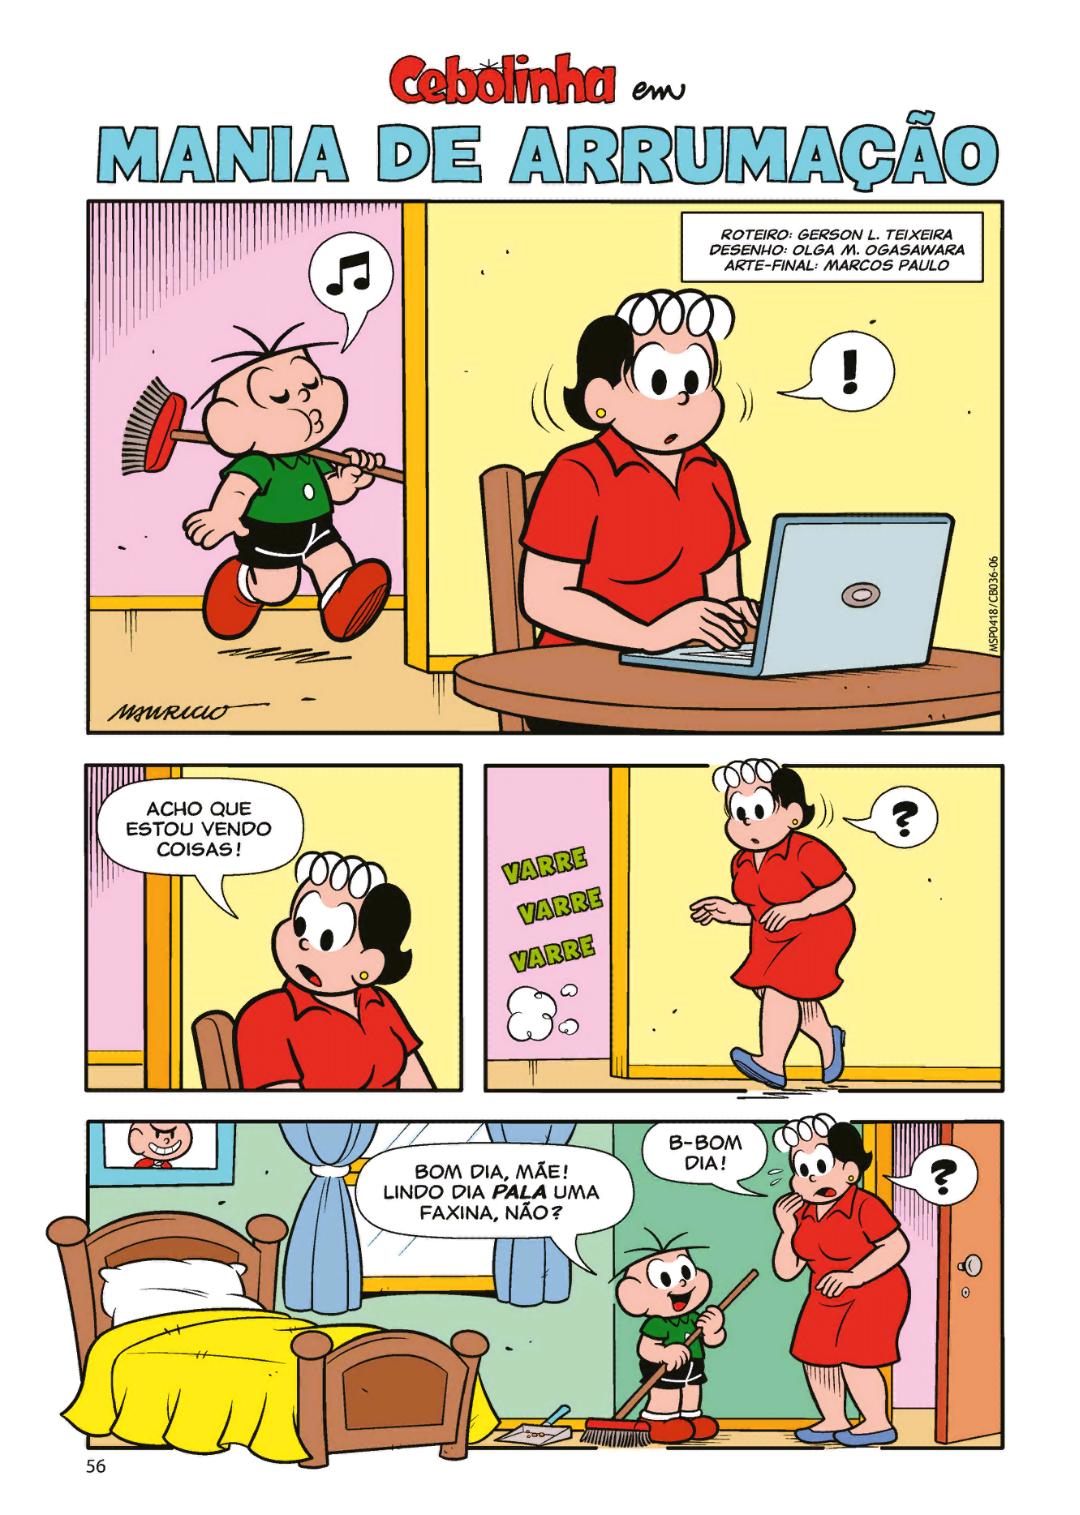 Cebolinha em
MANIA DE ARRUMAÇÃO
ROTEIRO: GERSON L. TEIXEIRA
DESENHO: OLGA M. OGASAWARA
ARTE-FINAL: MARCOS PAULO
!
MSP0418/CB036-06
MAURICIO
ACHO QUE
ESTOU VENDO
COISAS!
?
VARRE
VARRE
VARRE
BOM DIA, MÃE!
LINDO DIA PALA UMA
FAXINA, NÃO?
B-BOM
DIA!
?
56